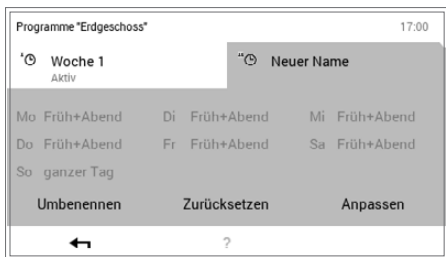 Programme "Erdgeschoss" 17:00
Woche 1 Neuer Name
Aktiv
Mo Früh+Abend Di Früh+Abend Mi Früh+Abend
Do Früh+Abend Fr Früh+Abend Sa Früh+Abend
So ganzer Tag
Umbenennen Zurücksetzen Anpassen
?